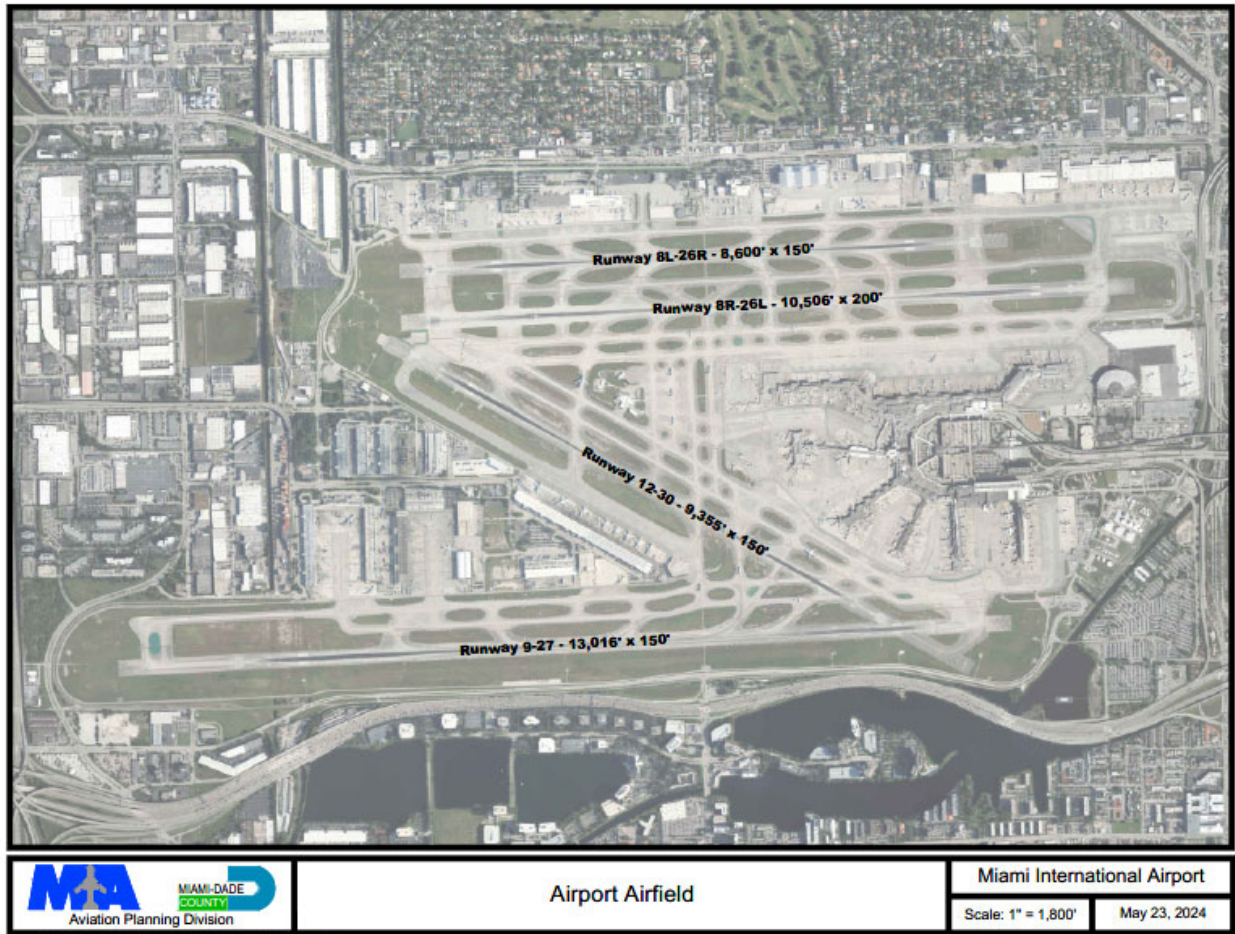 Runway 8L-26R - 8,600' x 150'
Runway 8R-26L - 10,506' x 200'
Runway 12-30 - 9,355' x 150'
Runway 9-27 - 13,016' x 150'
MIA
MIAMI-DADE
COUNTY
Aviation Planning Division
Airport Airfield
Miami International Airport
Scale: 1" = 1,800'
May 23, 2024